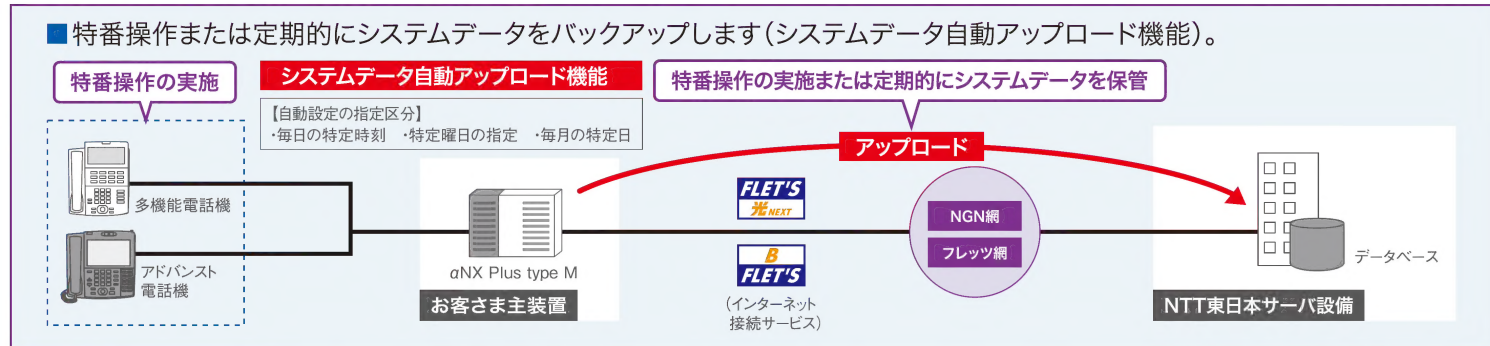 ■特番操作または定期的にシステムデータをバックアップします(システムデータ自動アップロード機能)。
特番操作の実施
システムデータ自動アップロード機能
特番操作の実施または定期的にシステムデータを保管
【自動設定の指定区分】
・毎日の特定時刻 ・特定曜日の指定 ・毎月の特定日
アップロード
多機能電話機
アドバンスト
電話機
αNX Plus type M
お客さま主装置
FLET'S
光NEXT
B
FLET'S
(インターネット
接続サービス)
NGN網
フレッツ網
データベース
NTT東日本サーバ設備